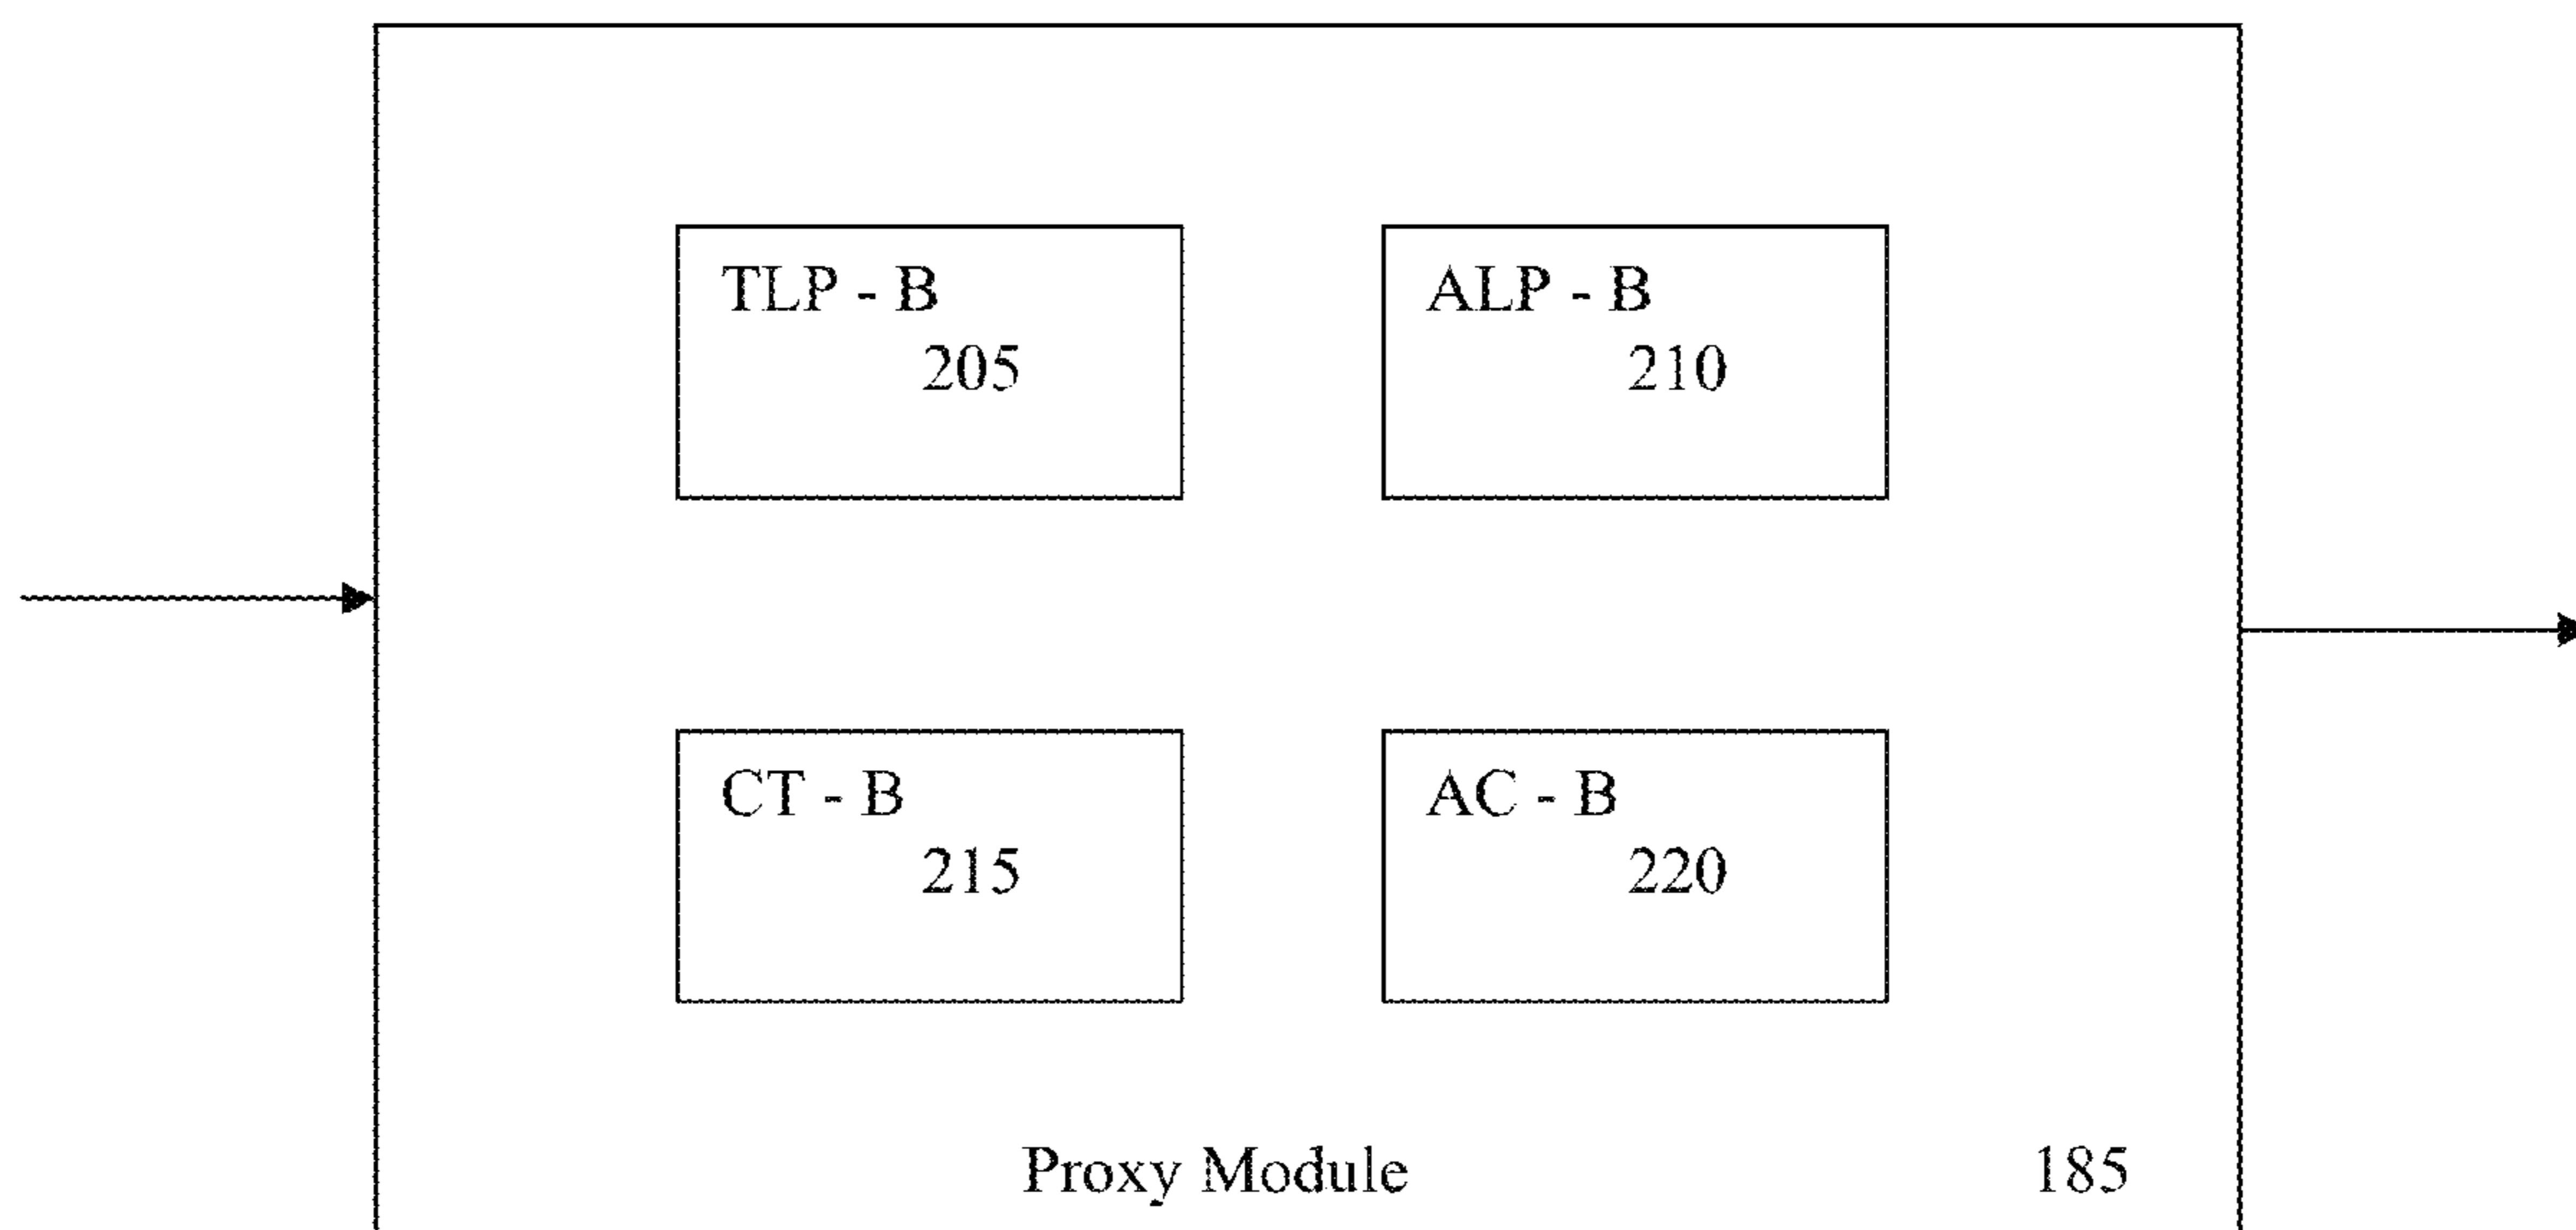 TLP - B
205
ALP - B
210
CT - B
215
AC - B
220
Proxy Module 185